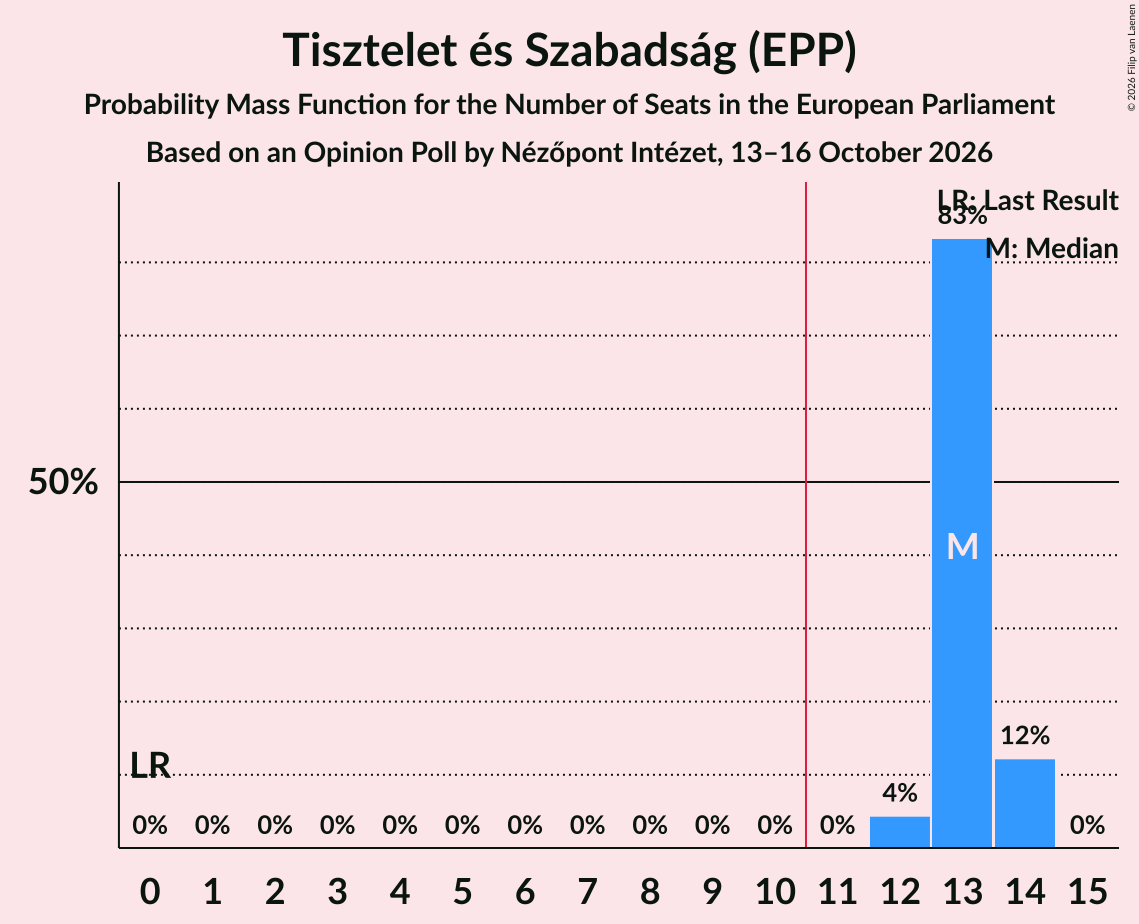 Tisztelet és Szabadság (EPP)
Probability Mass Function for the Number of Seats in the European Parliament
Based on an Opinion Poll by Nézőpont Intézet, 13–16 October 2026
© 2026 Filip van Laenen
LR: Last Result
83%
M: Median
50%
M
LR
12%
4%
0% 0% 0% 0% 0% 0% 0% 0% 0% 0% 0% 0% 0%
0 1 2 3 4 5 6 7 8 9 10 11 12 13 14 15